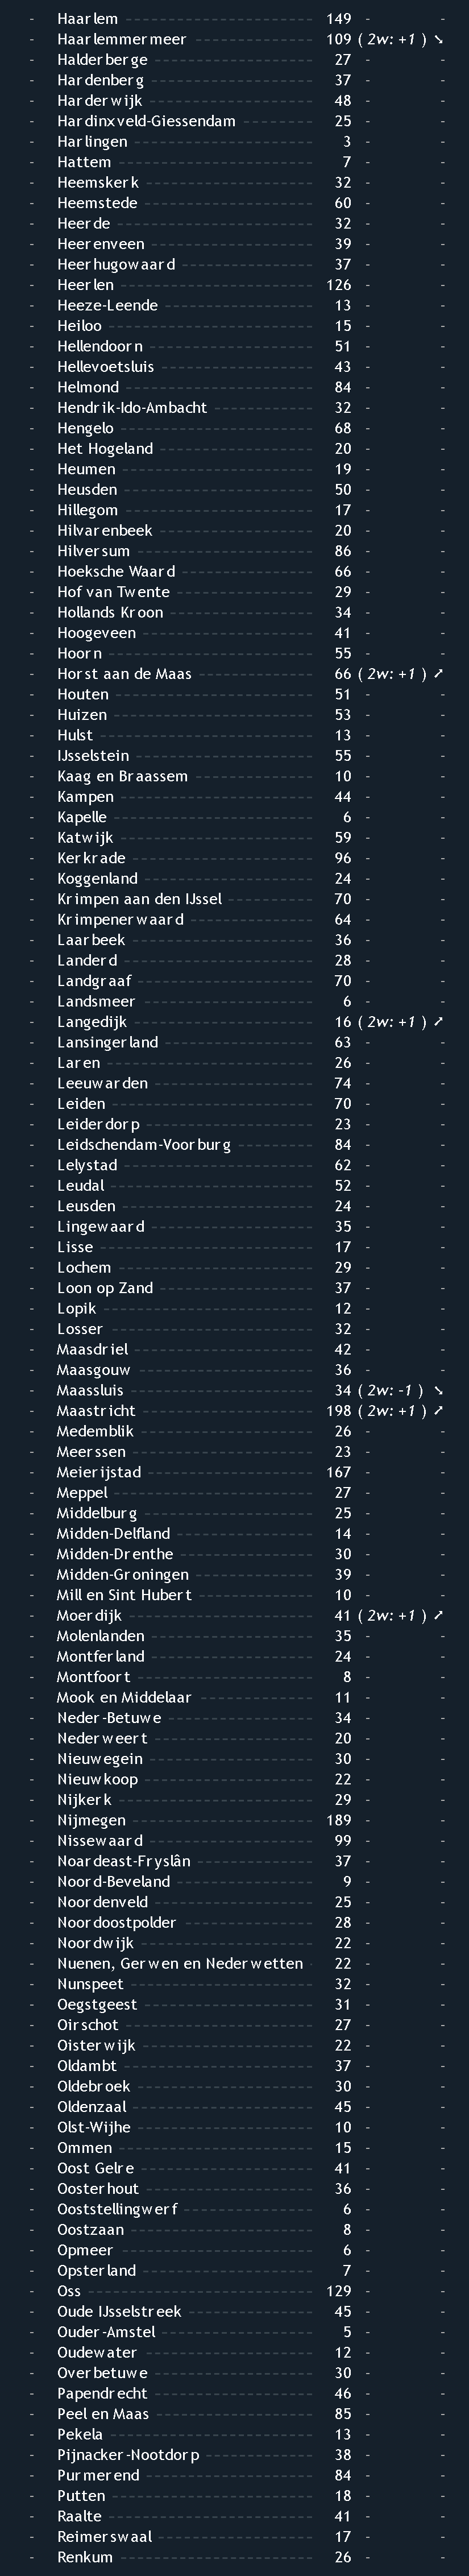 - Haarlem 149 - -
- Haarlemmermeer 109 ( 2w: +1 ) ↘
- Halderberge 27 - -
- Hardenberg 37 - -
- Harderwijk 48 - -
- Hardinxveld-Giessendam 25 - -
- Harlingen 3 - -
- Hattem 7 - -
- Heemskerk 32 - -
- Heemstede 60 - -
- Heerde 32 - -
- Heerenveen 39 - -
- Heerhugowaard 37 - -
- Heerlen 126 - -
- Heeze-Leende 13 - -
- Heiloo 15 - -
- Hellendoorn 51 - -
- Hellevoetsluis 43 - -
- Helmond 84 - -
- Hendrik-Ido-Ambacht 32 - -
- Hengelo 68 - -
- Het Hogeland 20 - -
- Heumen 19 - -
- Heusden 50 - -
- Hillegom 17 - -
- Hilvarenbeek 20 - -
- Hilversum 86 - -
- Hoeksche Waard 66 - -
- Hof van Twente 29 - -
- Hollands Kroon 34 - -
- Hoogeveen 41 - -
- Hoorn 55 - -
- Horst aan de Maas 66 ( 2w: +1 ) ↗
- Houten 51 - -
- Huizen 53 - -
- Hulst 13 - -
- IJsselstein 55 - -
- Kaag en Braassem 10 - -
- Kampen 44 - -
- Kapelle 6 - -
- Katwijk 59 - -
- Kerkrade 96 - -
- Koggenland 24 - -
- Krimpen aan den IJssel 70 - -
- Krimpenerwaard 64 - -
- Laarbeek 36 - -
- Landerd 28 - -
- Landgraaf 70 - -
- Landsmeer 6 - -
- Langedijk 16 ( 2w: +1 ) ↗
- Lansingerland 63 - -
- Laren 26 - -
- Leeuwarden 74 - -
- Leiden 70 - -
- Leiderdorp 23 - -
- Leidschendam-Voorburg 84 - -
- Lelystad 62 - -
- Leudal 52 - -
- Leusden 24 - -
- Lingewaard 35 - -
- Lisse 17 - -
- Lochem 29 - -
- Loon op Zand 37 - -
- Lopik 12 - -
- Losser 32 - -
- Maasdriel 42 - -
- Maasgouw 36 - -
- Maassluis 34 ( 2w: -1 ) ↘
- Maastricht 198 ( 2w: +1 ) ↗
- Medemblik 26 - -
- Meerssen 23 - -
- Meierijstad 167 - -
- Meppel 27 - -
- Middelburg 25 - -
- Midden-Delfland 14 - -
- Midden-Drenthe 30 - -
- Midden-Groningen 39 - -
- Mill en Sint Hubert 10 - -
- Moerdijk 41 ( 2w: +1 ) ↗
- Molenlanden 35 - -
- Montferland 24 - -
- Montfoort 8 - -
- Mook en Middelaar 11 - -
- Neder-Betuwe 34 - -
- Nederweert 20 - -
- Nieuwegein 30 - -
- Nieuwkoop 22 - -
- Nijkerk 29 - -
- Nijmegen 189 - -
- Nissewaard 99 - -
- Noardeast-Fryslân 37 - -
- Noord-Beveland 9 - -
- Noordenveld 25 - -
- Noordoostpolder 28 - -
- Noordwijk 22 - -
- Nuenen, Gerwen en Nederwetten 22 - -
- Nunspeet 32 - -
- Oegstgeest 31 - -
- Oirschot 27 - -
- Oisterwijk 22 - -
- Oldambt 37 - -
- Oldebroek 30 - -
- Oldenzaal 45 - -
- Olst-Wijhe 10 - -
- Ommen 15 - -
- Oost Gelre 41 - -
- Oosterhout 36 - -
- Ooststellingwerf 6 - -
- Oostzaan 8 - -
- Opmeer 6 - -
- Opsterland 7 - -
- Oss 129 - -
- Oude IJsselstreek 45 - -
- Ouder-Amstel 5 - -
- Oudewater 12 - -
- Overbetuwe 30 - -
- Papendrecht 46 - -
- Peel en Maas 85 - -
- Pekela 13 - -
- Pijnacker-Nootdorp 38 - -
- Purmerend 84 - -
- Putten 18 - -
- Raalte 41 - -
- Reimerswaal 17 - -
- Renkum 26 - -